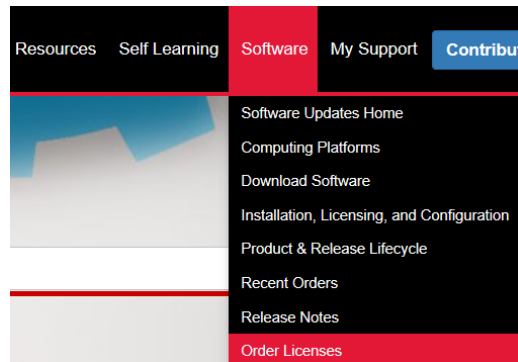 Resources Self Learning Software My Support
Software Updates Home
Computing Platforms
Download Software
Installation, Licensing, and Configuration
Product & Release Lifecycle
Recent Orders
Release Notes
Order Licenses